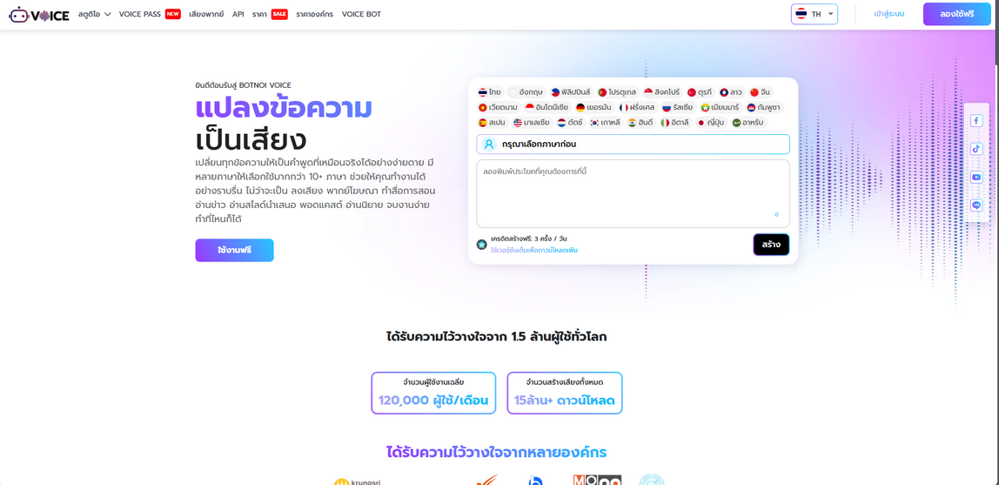 VOICE
สตูดิโอ
VOICE PASS NEW
เสียงพากย์
API
ราคา SALE
ราคาองค์กร
VOICE BOT
TH
เข้าสู่ระบบ
ลองใช้ฟรี
ยินดีต้อนรับสู่ BOTNOI VOICE
แปลงข้อความ
เป็นเสียง
เปลี่ยนทุกข้อความให้เป็นคำพูดที่เหมือนจริงได้อย่างง่ายดาย มี
หลายภาษาให้เลือกใช้มากกว่า 10+ ภาษา ช่วยให้คุณทำงานได้
อย่างราบรื่น ไม่ว่าจะเป็น ลงเสียง พากย์โฆษณา ทำสื่อการสอน
อ่านข่าว อ่านสไลด์นำเสนอ พอดแคสต์ อ่านนิยาย จบงานง่าย
ทำที่ไหนก็ได้
ใช้งานฟรี
ไทย อังกฤษ ฟิลิปปินส์ โปรตุเกส สิงคโปร์ ตุรกี ลาว จีน
เวียดนาม อินโดนีเซีย เยอรมัน ฝรั่งเศส รัสเซีย เมียนมาร์ กัมพูชา
สเปน มาเลเซีย ดัตช์ เกาหลี ฮินดี อิตาลี ญี่ปุ่น อาหรับ
กรุณาเลือกภาษาก่อน
ลองพิมพ์ประโยคที่คุณต้องการที่นี่
0
เครดิตสร้างฟรี: 3 ครั้ง / วัน
ใช้เวอร์ชันเต็มเพื่อดาวน์โหลดเพิ่ม
สร้าง
ได้รับความไว้วางใจจาก 1.5 ล้านผู้ใช้ทั่วโลก
จำนวนผู้ใช้งานเฉลี่ย
120,000 ผู้ใช้/เดือน
จำนวนสร้างเสียงทั้งหมด
15ล้าน+ ดาวน์โหลด
ได้รับความไว้วางใจจากหลายองค์กร
krungsri